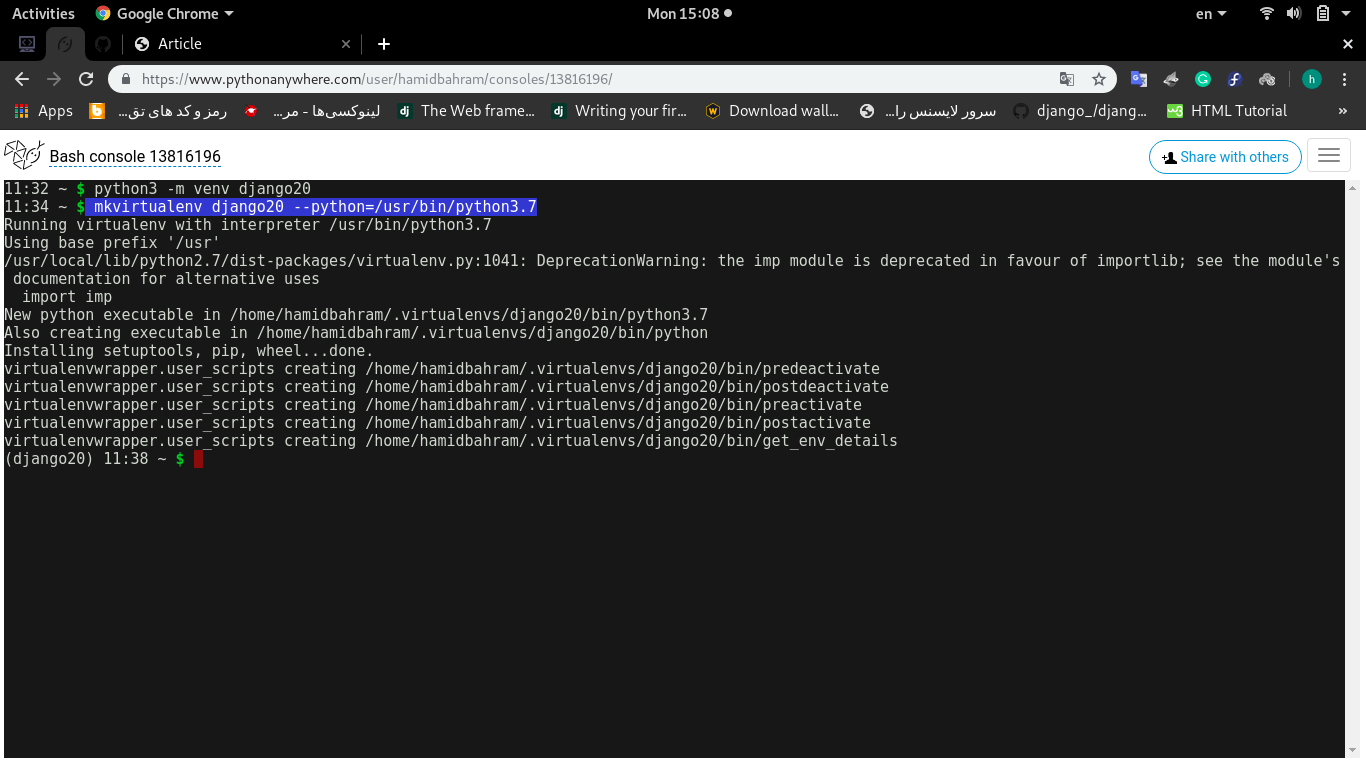 Activities Google Chrome Mon 15:08 en
Article
https://www.pythonanywhere.com/user/hamidbahram/consoles/13816196/ h
Apps رمز و کد های تق... لینوکسی‌ها - مر... dj The Web frame... dj Writing your fir... W Download wall... سرور لایسنس را... django_/djang... w3 HTML Tutorial »
Bash console 13816196 Share with others
11:32 ~ $ python3 -m venv django20
11:34 ~ $ mkvirtualenv django20 --python=/usr/bin/python3.7
Running virtualenv with interpreter /usr/bin/python3.7
Using base prefix '/usr'
/usr/local/lib/python2.7/dist-packages/virtualenv.py:1041: DeprecationWarning: the imp module is deprecated in favour of importlib; see the module's
 documentation for alternative uses
  import imp
New python executable in /home/hamidbahram/.virtualenvs/django20/bin/python3.7
Also creating executable in /home/hamidbahram/.virtualenvs/django20/bin/python
Installing setuptools, pip, wheel...done.
virtualenvwrapper.user_scripts creating /home/hamidbahram/.virtualenvs/django20/bin/predeactivate
virtualenvwrapper.user_scripts creating /home/hamidbahram/.virtualenvs/django20/bin/postdeactivate
virtualenvwrapper.user_scripts creating /home/hamidbahram/.virtualenvs/django20/bin/preactivate
virtualenvwrapper.user_scripts creating /home/hamidbahram/.virtualenvs/django20/bin/postactivate
virtualenvwrapper.user_scripts creating /home/hamidbahram/.virtualenvs/django20/bin/get_env_details
(django20) 11:38 ~ $